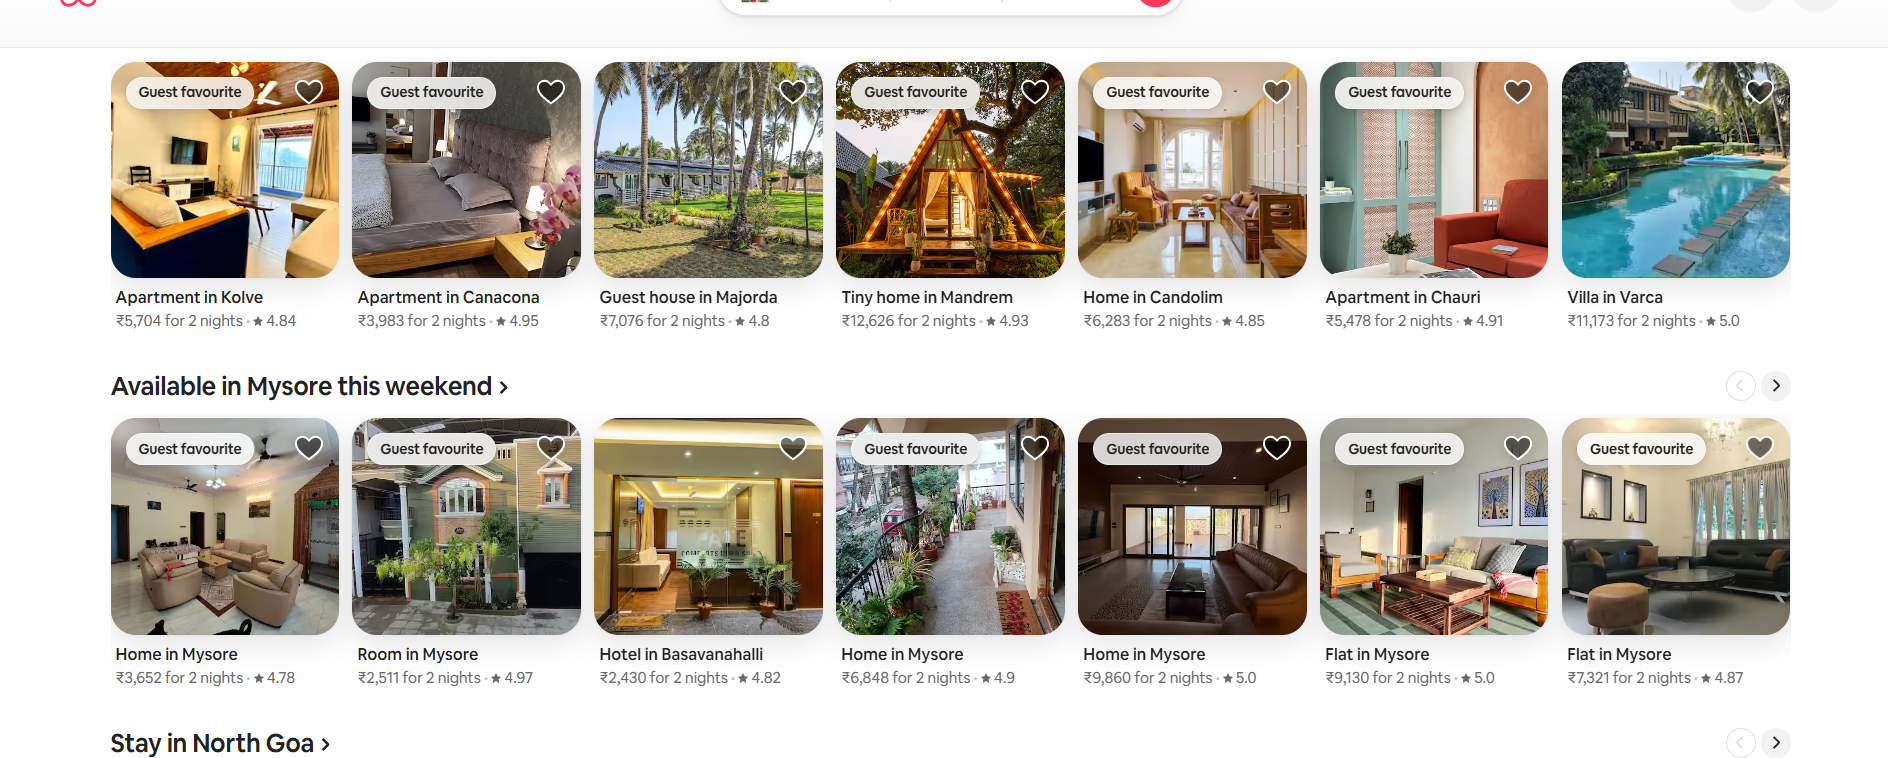 Guest favourite
Guest favourite
Guest favourite
Guest favourite
Guest favourite
Apartment in Kolve
₹5,704 for 2 nights · ★ 4.84
Apartment in Canacona
₹3,983 for 2 nights · ★ 4.95
Guest house in Majorda
₹7,076 for 2 nights · ★ 4.8
Tiny home in Mandrem
₹12,626 for 2 nights · ★ 4.93
Home in Candolim
₹6,283 for 2 nights · ★ 4.85
Apartment in Chauri
₹5,478 for 2 nights · ★ 4.91
Villa in Varca
₹11,173 for 2 nights · ★ 5.0
Available in Mysore this weekend ›
Guest favourite
Guest favourite
Guest favourite
Guest favourite
Guest favourite
Guest favourite
Home in Mysore
₹3,652 for 2 nights · ★ 4.78
Room in Mysore
₹2,511 for 2 nights · ★ 4.97
Hotel in Basavanahalli
₹2,430 for 2 nights · ★ 4.82
Home in Mysore
₹6,848 for 2 nights · ★ 4.9
Home in Mysore
₹9,860 for 2 nights · ★ 5.0
Flat in Mysore
₹9,130 for 2 nights · ★ 5.0
Flat in Mysore
₹7,321 for 2 nights · ★ 4.87
Stay in North Goa ›